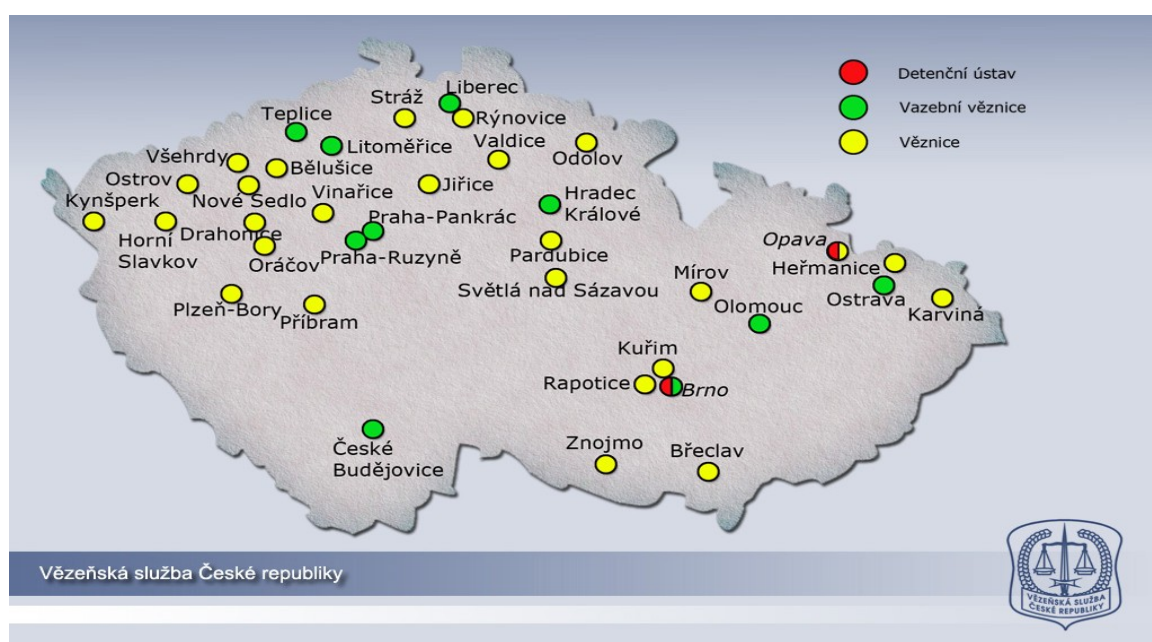 Detenční ústav
Vazební věznice
Věznice
Liberec
Stráž
Teplice
Rýnovice
Valdice
Litoměřice
Odolov
Všehrdy
Bělušice
Ostrov
Jiřice
Kynšperk
Nové Sedlo
Vinařice
Hradec
Králové
Praha-Pankrác
Drahonice
Horní
Slavkov
Opava
Oráčov
Praha-Ruzyně
Pardubice
Heřmanice
Mírov
Světlá nad Sázavou
Ostrava
Olomouc
Karviná
Plzeň-Bory
Příbram
Kuřim
Rapotice
Brno
České
Budějovice
Znojmo
Břeclav
Vězeňská služba České republiky
VĚZEŇSKÁ SLUŽBA
ČESKÉ REPUBLIKY